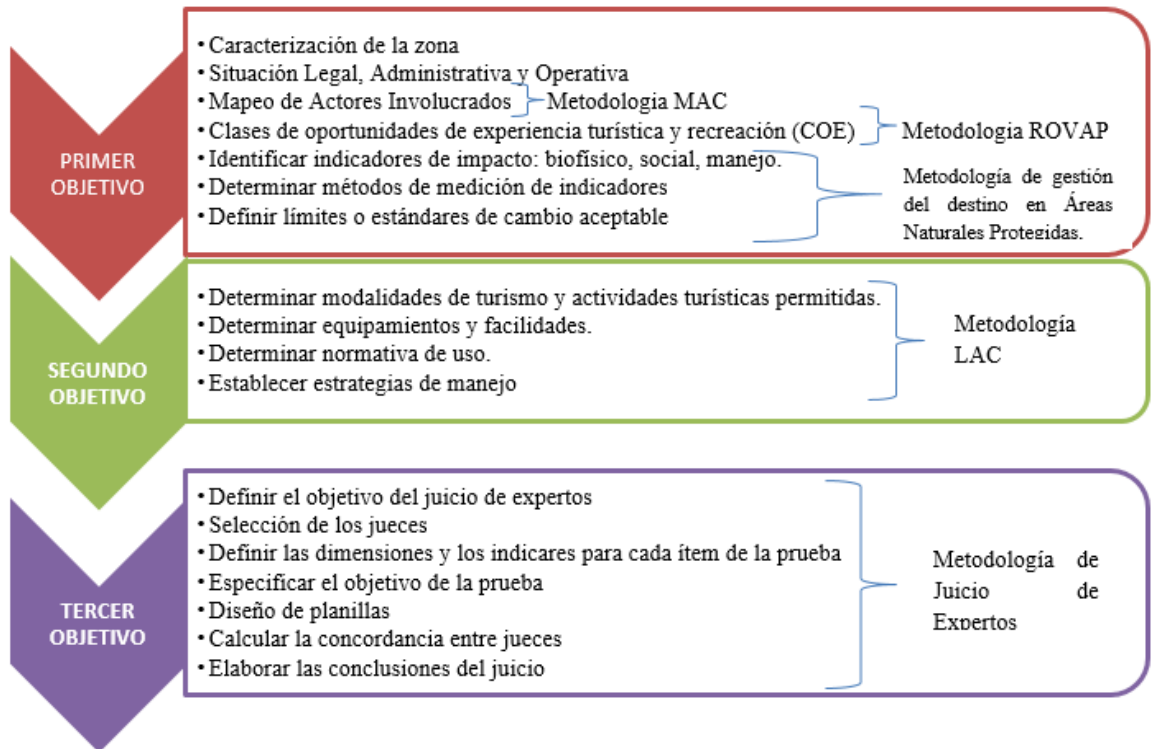 PRIMER
OBJETIVO
• Caracterización de la zona
• Situación Legal, Administrativa y Operativa
• Mapeo de Actores Involucrados
Metodologia MAC
• Clases de oportunidades de experiencia turística y recreación (COE)
Metodologia ROVAP
• Identificar indicadores de impacto: biofísico, social, manejo.
• Determinar métodos de medición de indicadores
• Definir límites o estándares de cambio aceptable
Metodología de gestión
del destino en Áreas
Naturales Protegidas.
SEGUNDO
OBJETIVO
• Determinar modalidades de turismo y actividades turísticas permitidas.
• Determinar equipamientos y facilidades.
• Determinar normativa de uso.
• Establecer estrategias de manejo
Metodología
LAC
TERCER
OBJETIVO
• Definir el objetivo del juicio de expertos
• Selección de los jueces
• Definir las dimensiones y los indicares para cada ítem de la prueba
• Especificar el objetivo de la prueba
• Diseño de planillas
• Calcular la concordancia entre jueces
• Elaborar las conclusiones del juicio
Metodología de
Juicio de
Expertos